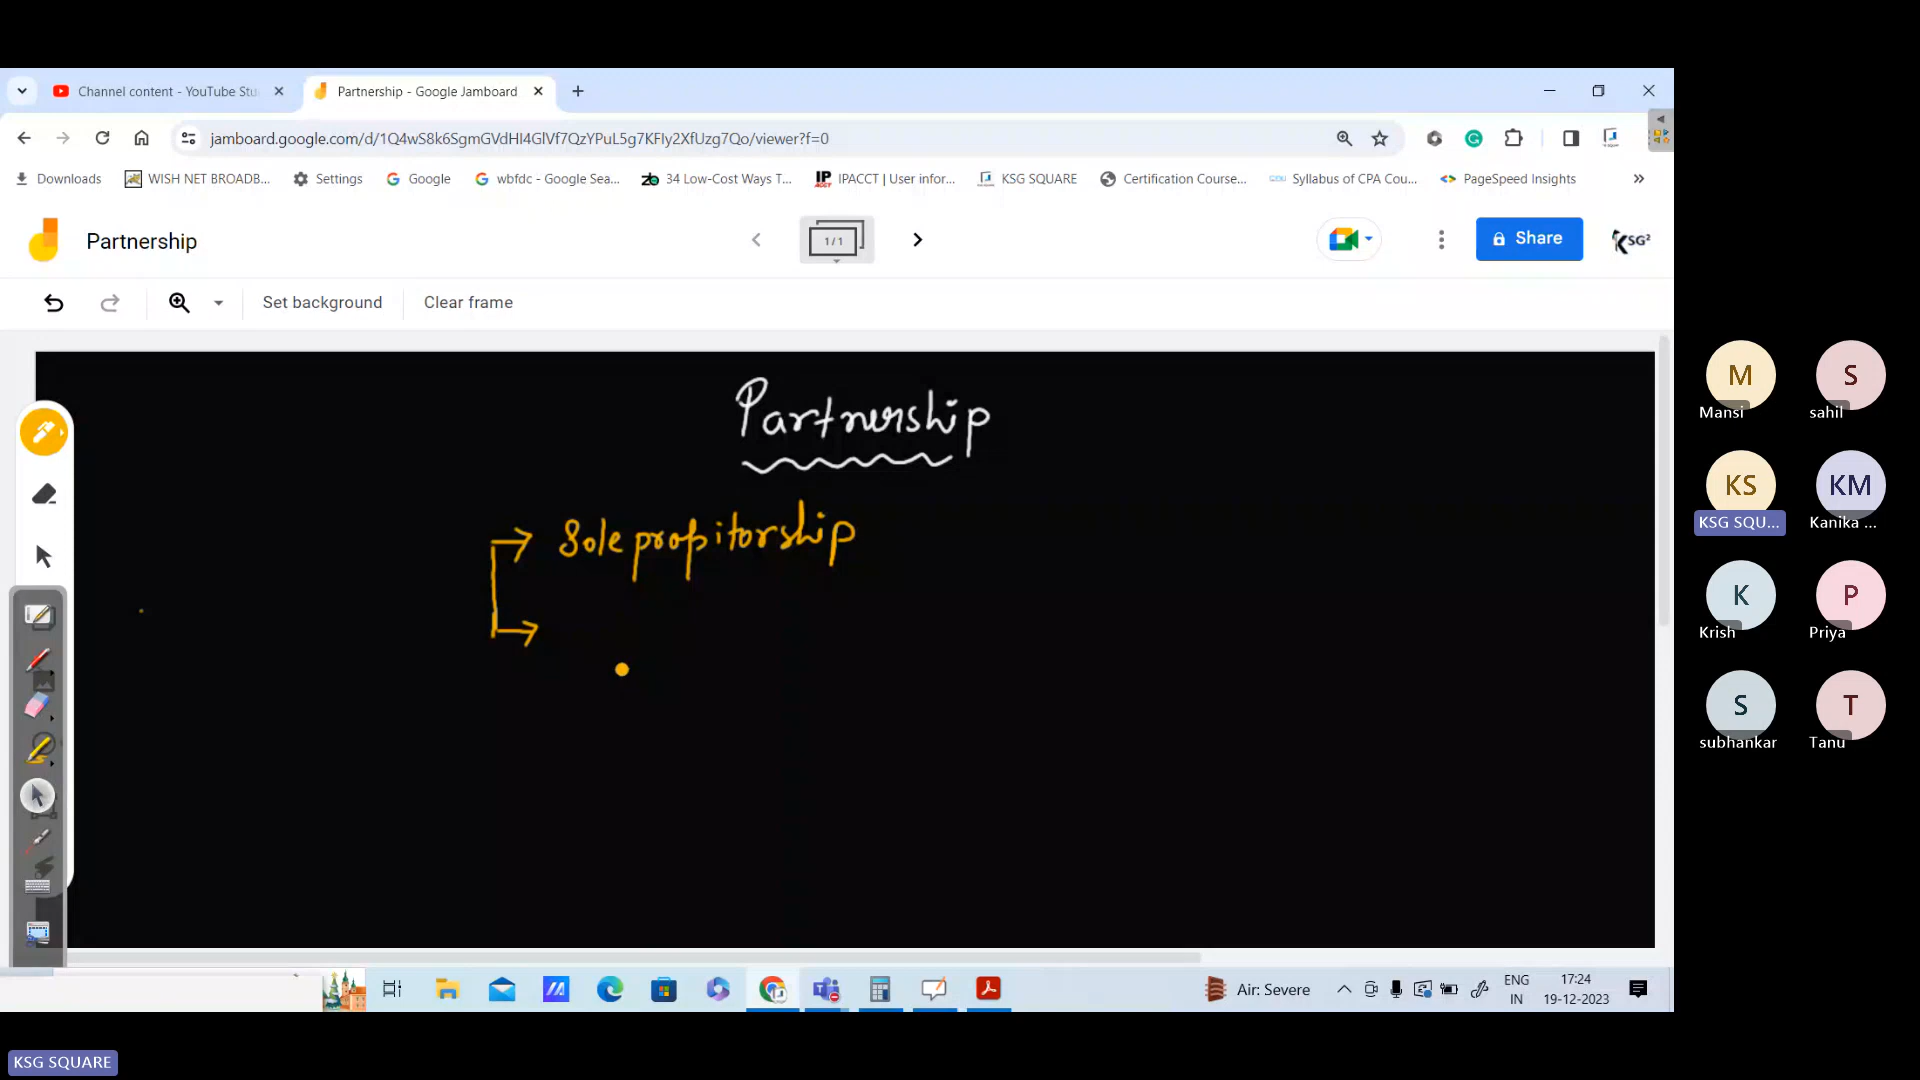 Channel content - YouTube Stu
Partnership - Google Jamboard
jamboard.google.com/d/1Q4wS8k6SgmGVdHI4GlVf7QzYPuL5g7KFIy2XfUzg7Qo/viewer?f=0
Downloads WISH NET BROADB... Settings Google wbfdc - Google Sea... 34 Low-Cost Ways T... IPACCT | User infor... KSG SQUARE Certification Course... Syllabus of CPA Cou... PageSpeed Insights
Partnership
1 / 1
Share
KSG²
Set background Clear frame
Partnership
Sole propitorship
M S
Mansi sahil
KS KM
KSG SQU... Kanika ...
K P
Krish Priya
S T
subhankar Tanu
Air: Severe
ENG
IN
17:24
19-12-2023
KSG SQUARE